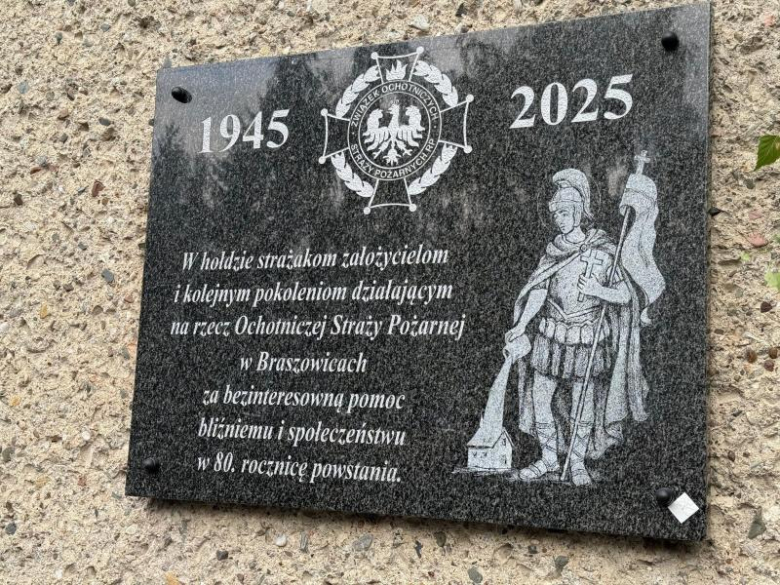 1945
2025
ZWIĄZEK OCHOTNICZYCH
STRAŻY POŻARNYCH RP
W hołdzie strażakom założycielom
i kolejnym pokoleniom działającym
na rzecz Ochotniczej Straży Pożarnej
w Braszowicach
za bezinteresowną pomoc
bliźniemu i społeczeństwu
w 80. rocznicę powstania.